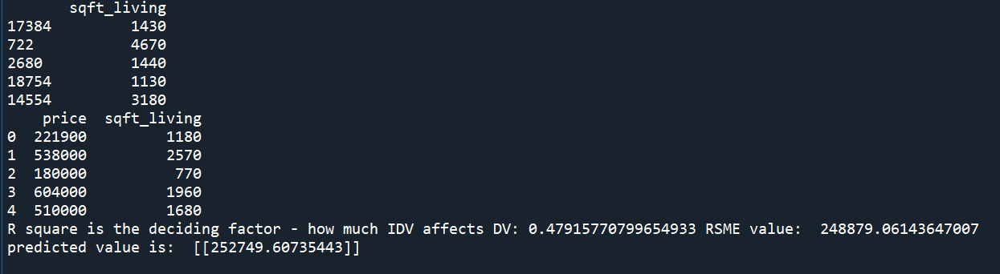 sqft_living
17384 1430
722 4670
2680 1440
18754 1130
14554 3180
price sqft_living
0 221900 1180
1 538000 2570
2 180000 770
3 604000 1960
4 510000 1680
R square is the deciding factor - how much IDV affects DV: 0.47915770799654933 RSME value: 248879.06143647007
predicted value is: [[252749.60735443]]